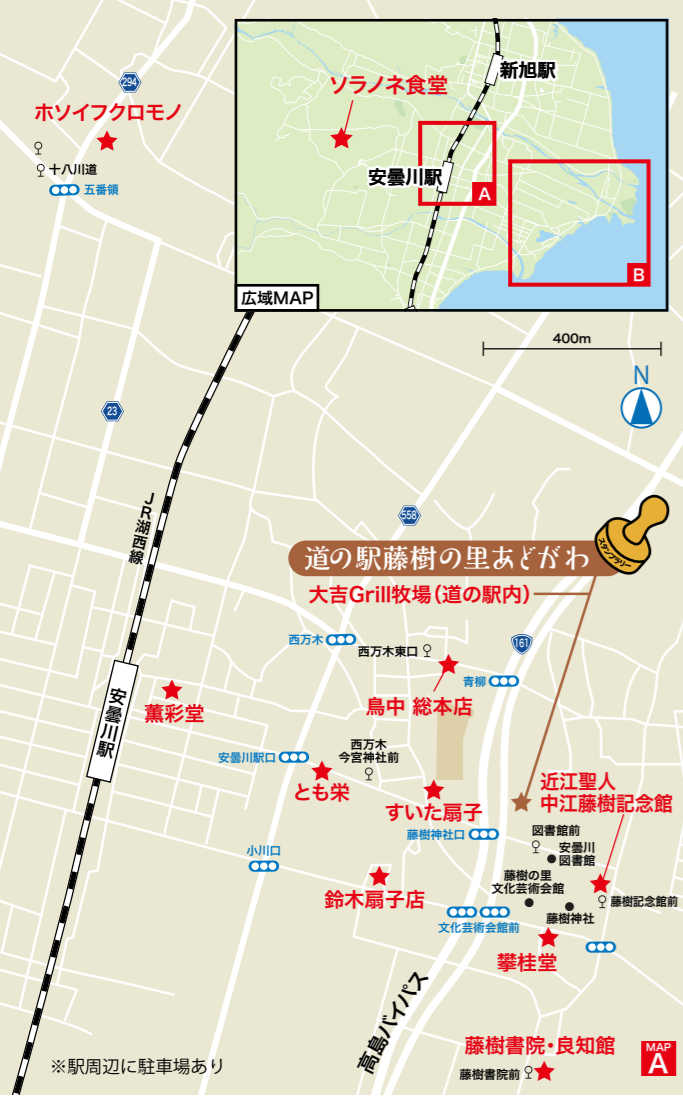 294
ホソイフクロモノ
十八川道
五番領
ソラノネ食堂
新旭駅
安曇川駅
A
B
広域MAP
400m
N
23
JR湖西線
558
道の駅藤樹の里あどがわ
スタンプラリー
大吉Grill牧場（道の駅内）
161
西万木
西万木東口
青柳
鳥中 総本店
安曇川駅
薫彩堂
安曇川駅口
西万木
今宮神社前
とも栄
すいた扇子
近江聖人
中江藤樹記念館
藤樹神社口
図書館前
安曇川
図書館
小川口
鈴木扇子店
藤樹の里
文化芸術会館
藤樹記念館前
藤樹神社
文化芸術会館前
攀桂堂
高島バイパス
藤樹書院・良知館
藤樹書院前
※駅周辺に駐車場あり
MAP
A